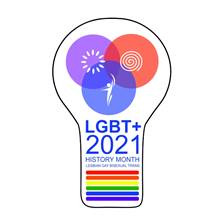 LGBT+
2021
HISTORY MONTH
LESBIAN GAY BISEXUAL TRANS